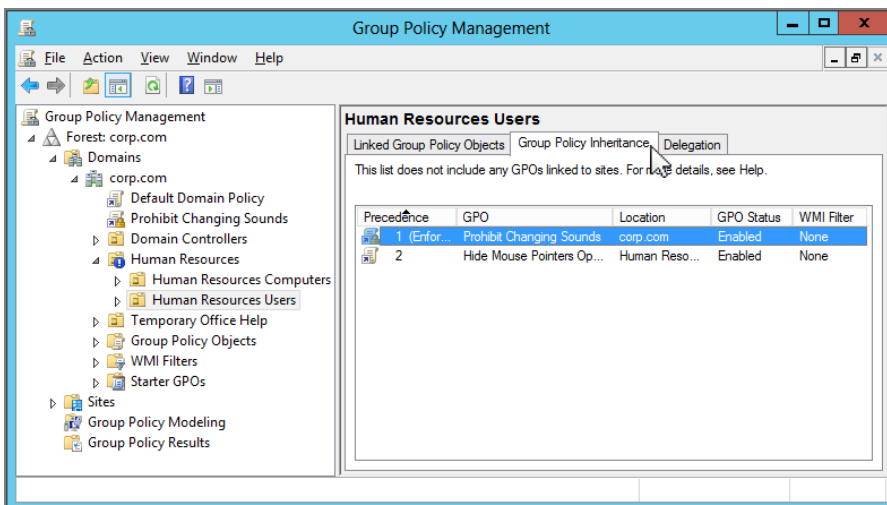 Group Policy Management
File Action View Window Help
Group Policy Management
Forest: corp.com
Domains
corp.com
Default Domain Policy
Prohibit Changing Sounds
Domain Controllers
Human Resources
Human Resources Computers
Human Resources Users
Temporary Office Help
Group Policy Objects
WMI Filters
Starter GPOs
Sites
Group Policy Modeling
Group Policy Results
Human Resources Users
Linked Group Policy Objects Group Policy Inheritance Delegation
This list does not include any GPOs linked to sites. For more details, see Help.
Precedence GPO Location GPO Status WMI Filter
1 (Enfor... Prohibit Changing Sounds corp.com Enabled None
2 Hide Mouse Pointers Op... Human Reso... Enabled None